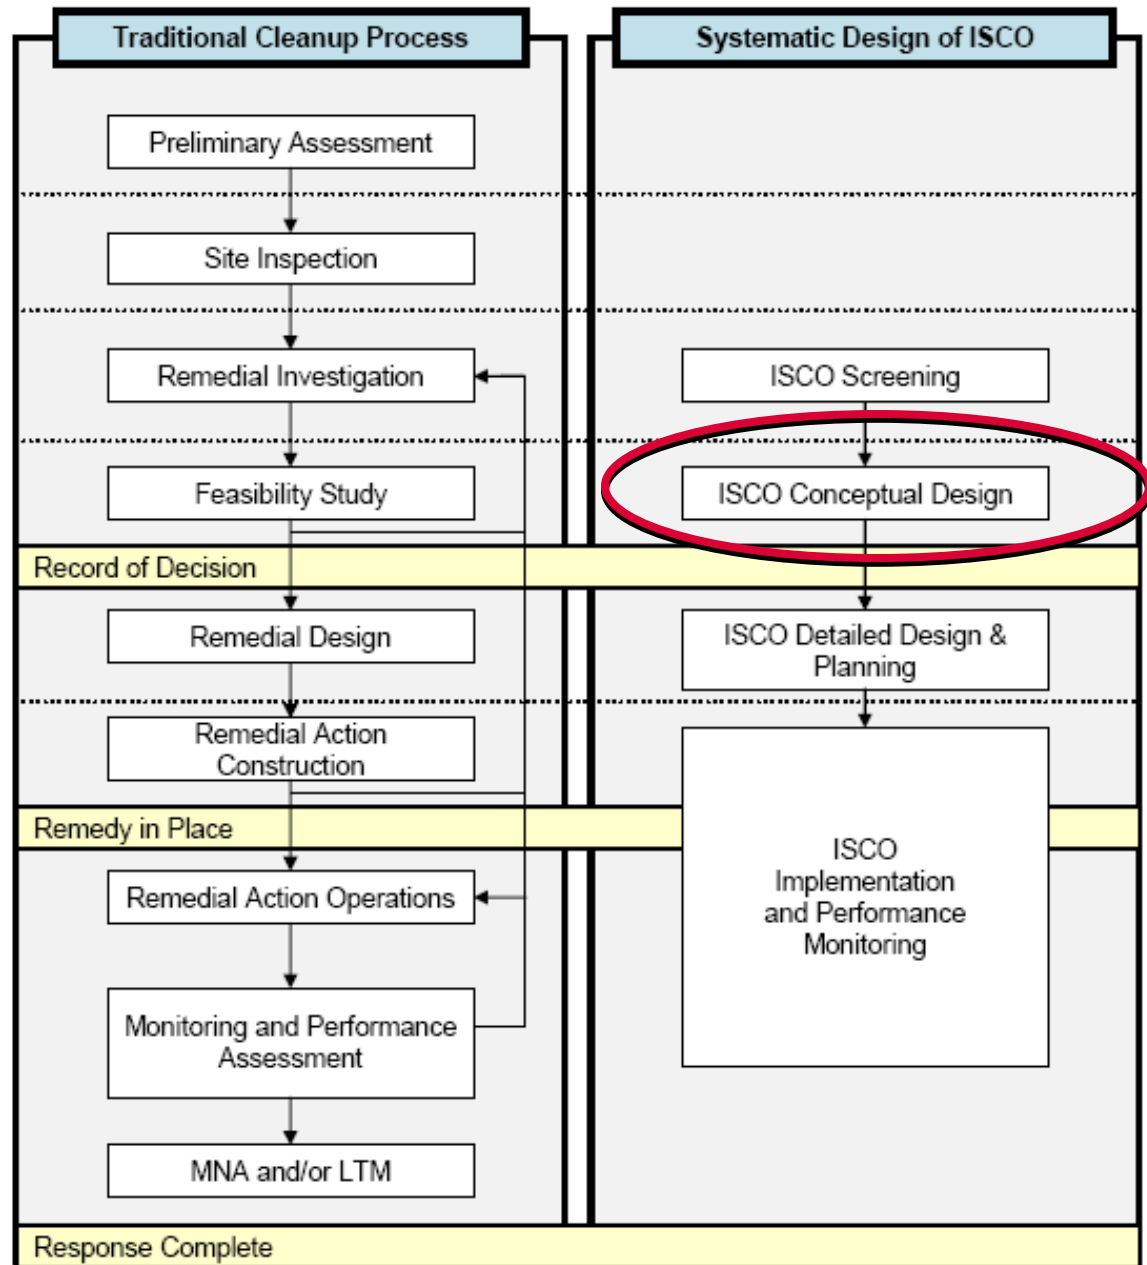 Traditional Cleanup Process
Preliminary Assessment
Site Inspection
Remedial Investigation
Feasibility Study
Systematic Design of ISCO
ISCO Screening
ISCO Conceptual Design
Record of Decision
Remedial Design
Remedial Action
Construction
ISCO Detailed Design &
Planning
Remedy in Place
Remedial Action Operations
Monitoring and Performance
Assessment
MNA and/or LTM
ISCO
Implementation
and Performance
Monitoring
Response Complete